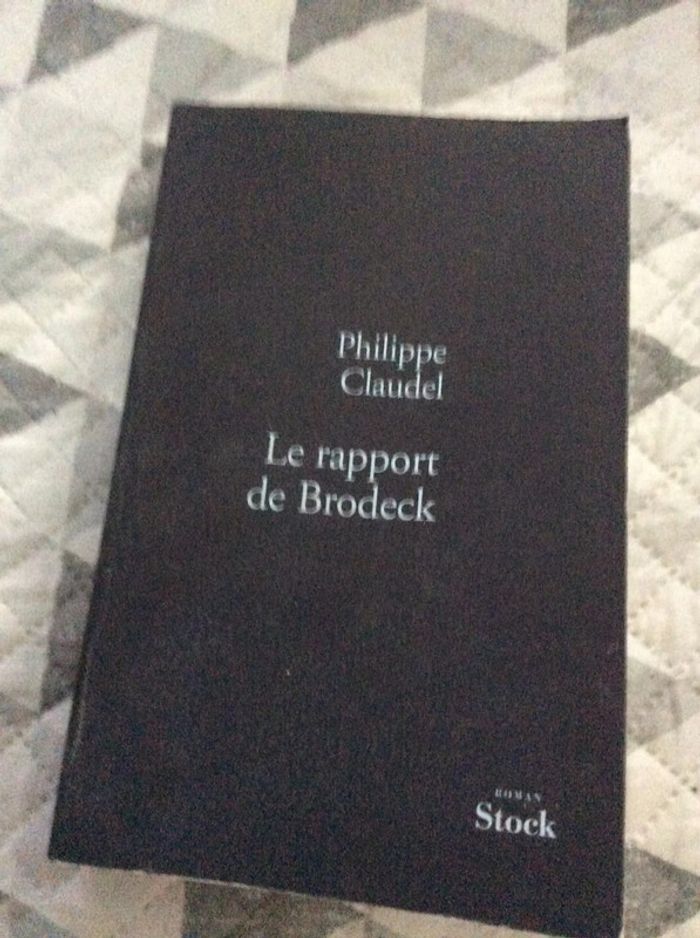 Philippe
Claudel
Le rapport
de Brodeck
ROMAN
Stock